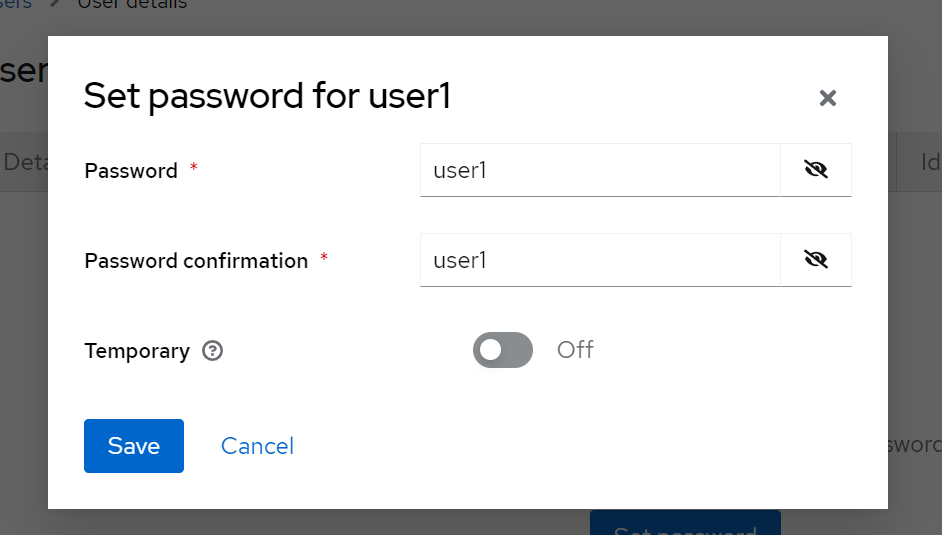 sers > User details
ser
Set password for user1
Deta
Id
Password *
user1
Password confirmation *
user1
Temporary
Off
Save
Cancel
sword
Set password